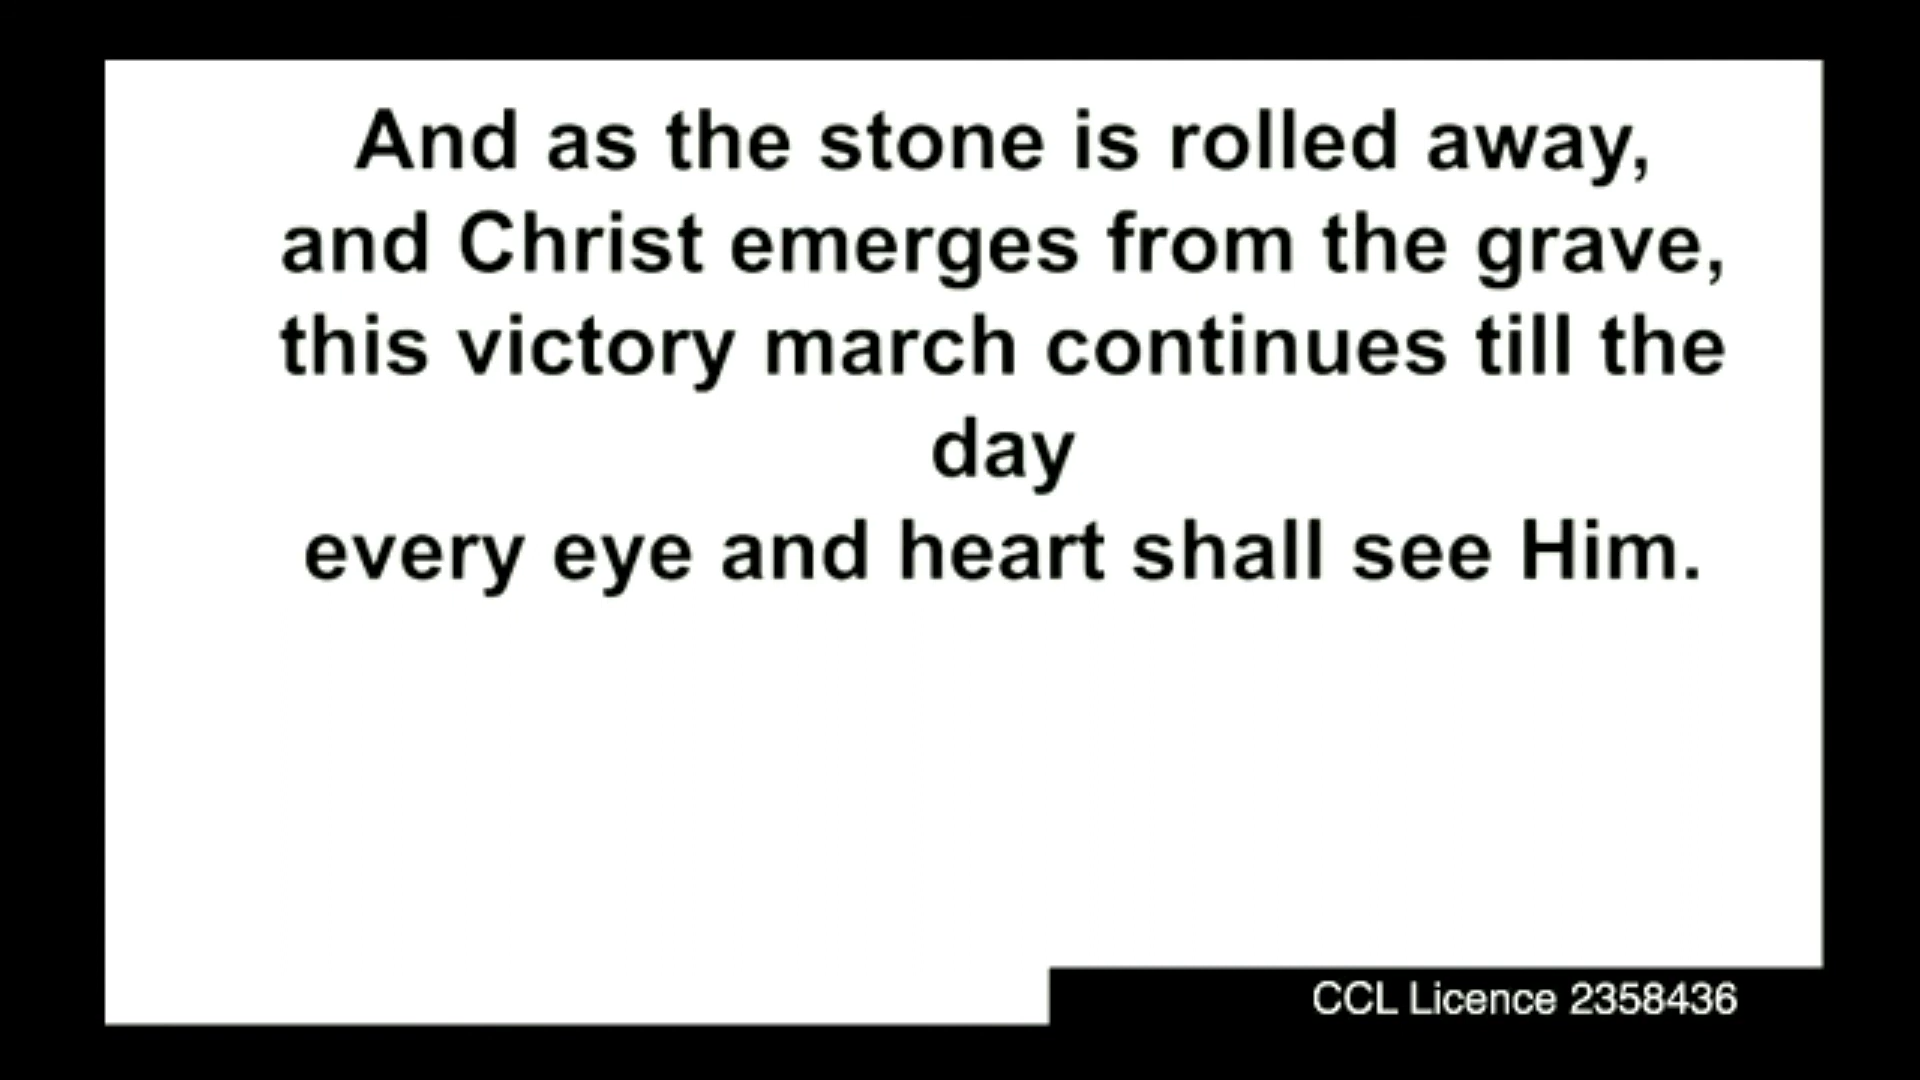 And as the stone is rolled away,
and Christ emerges from the grave,
this victory march continues till the
day
every eye and heart shall see Him.
CCL Licence 2358436